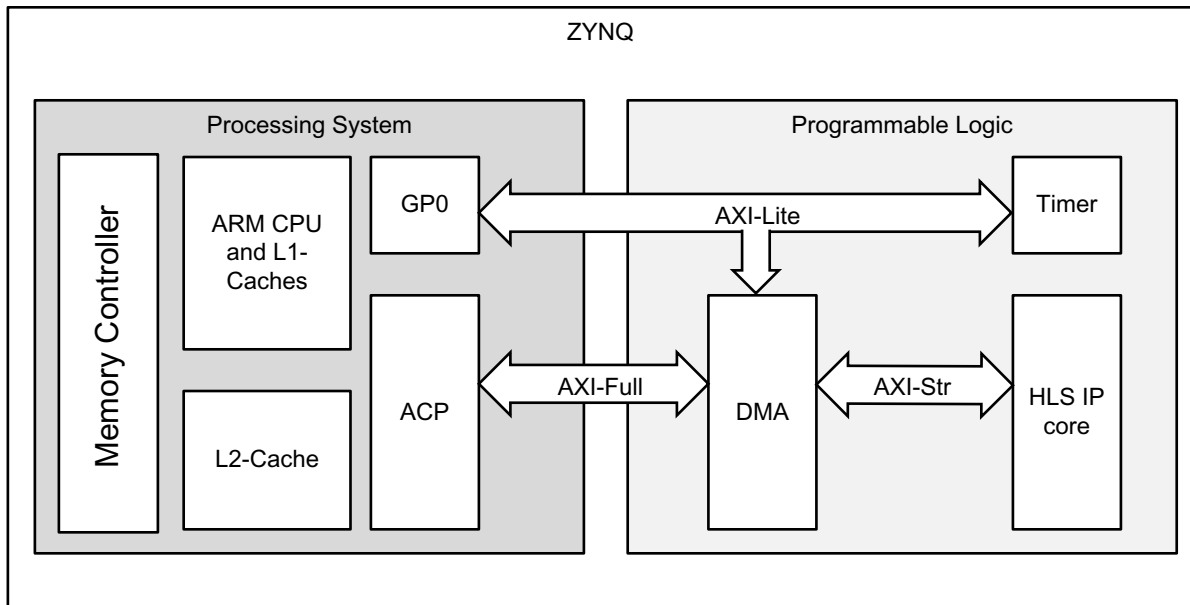 ZYNQ
Processing System
Programmable Logic
Memory Controller
ARM CPU
and L1-
Caches
GP0
AXI-Lite
Timer
L2-Cache
ACP
AXI-Full
DMA
AXI-Str
HLS IP
core